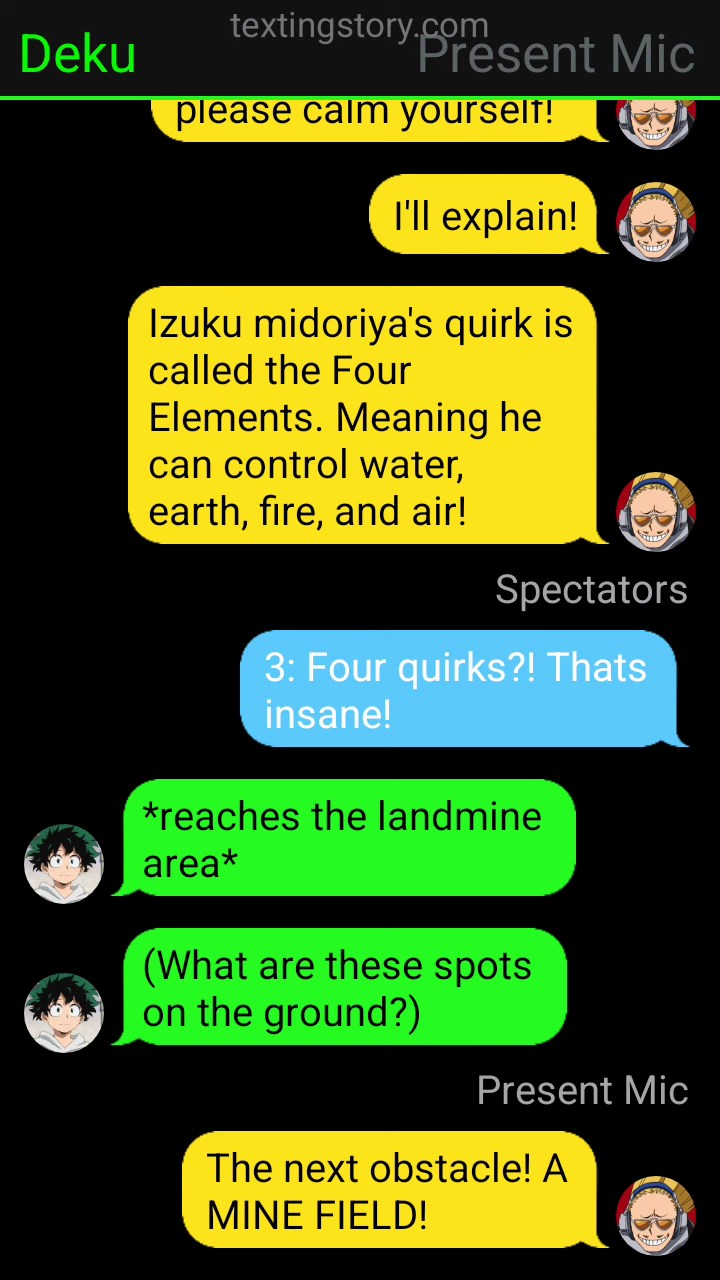 textingstory.com
Deku
Present Mic
please calm yourself!
I'll explain!
Izuku midoriya's quirk is
called the Four
Elements. Meaning he
can control water,
earth, fire, and air!
Spectators
3: Four quirks?! Thats
insane!
*reaches the landmine
area*
(What are these spots
on the ground?)
Present Mic
The next obstacle! A
MINE FIELD!